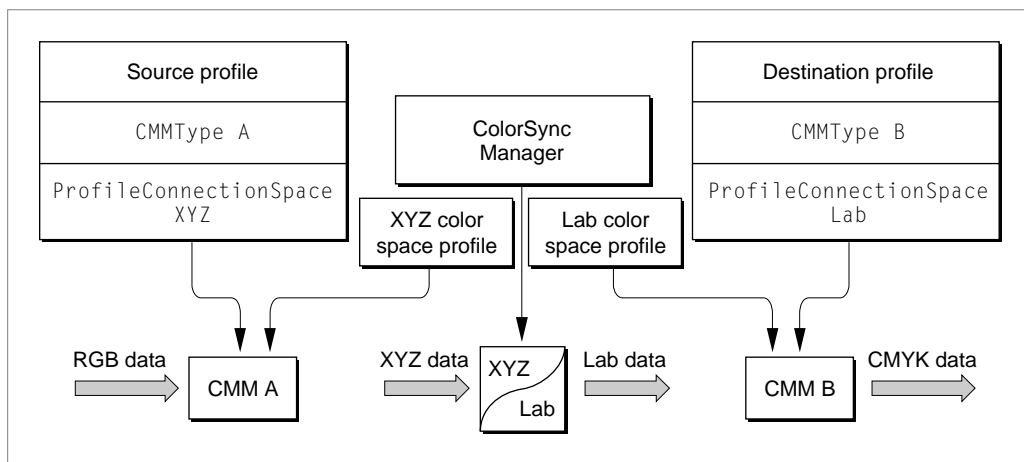 Source profile
CMMType A
ProfileConnectionSpace
XYZ
ColorSync
Manager
XYZ color
space profile
Lab color
space profile
Destination profile
CMMType B
ProfileConnectionSpace
Lab
RGB data
CMM A
XYZ data
XYZ
Lab
Lab data
CMM B
CMYK data